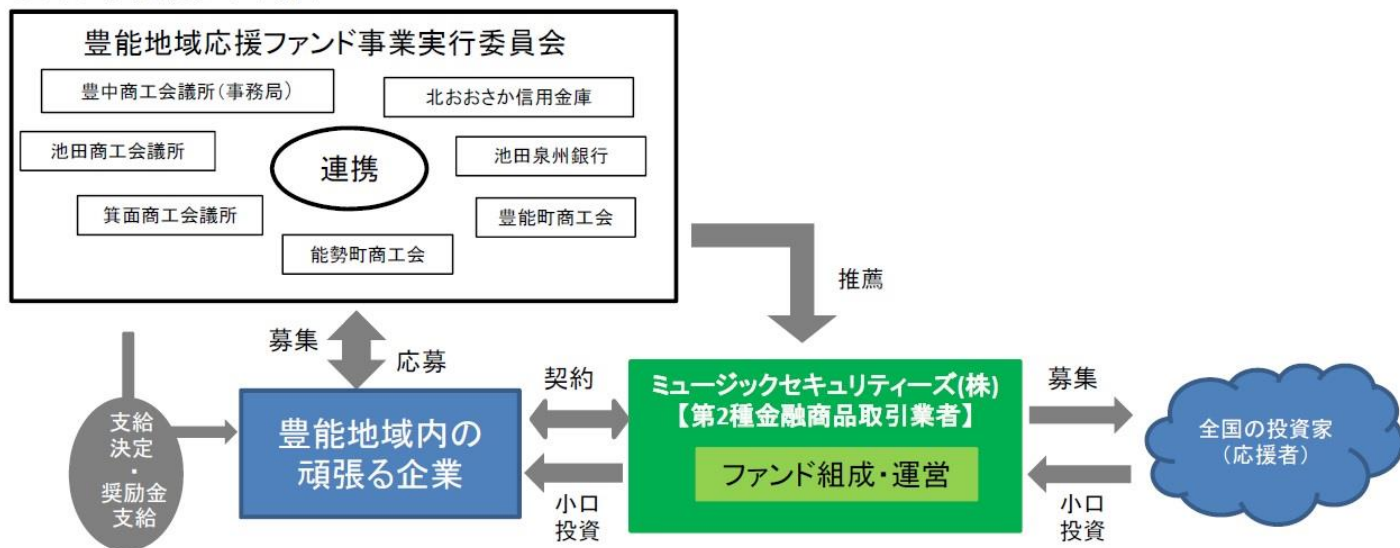 豊能地域応援ファンド事業実行委員会
豊中商工会議所(事務局)
北おおさか信用金庫
池田商工会議所
連携
池田泉州銀行
箕面商工会議所
豊能町商工会
能勢町商工会
推薦
募集
応募
支給
決定
・
奨励金
支給
豊能地域内の
頑張る企業
契約
小口
投資
ミュージックセキュリティーズ(株)
【第2種金融商品取引業者】
ファンド組成・運営
募集
小口
投資
全国の投資家
(応援者)